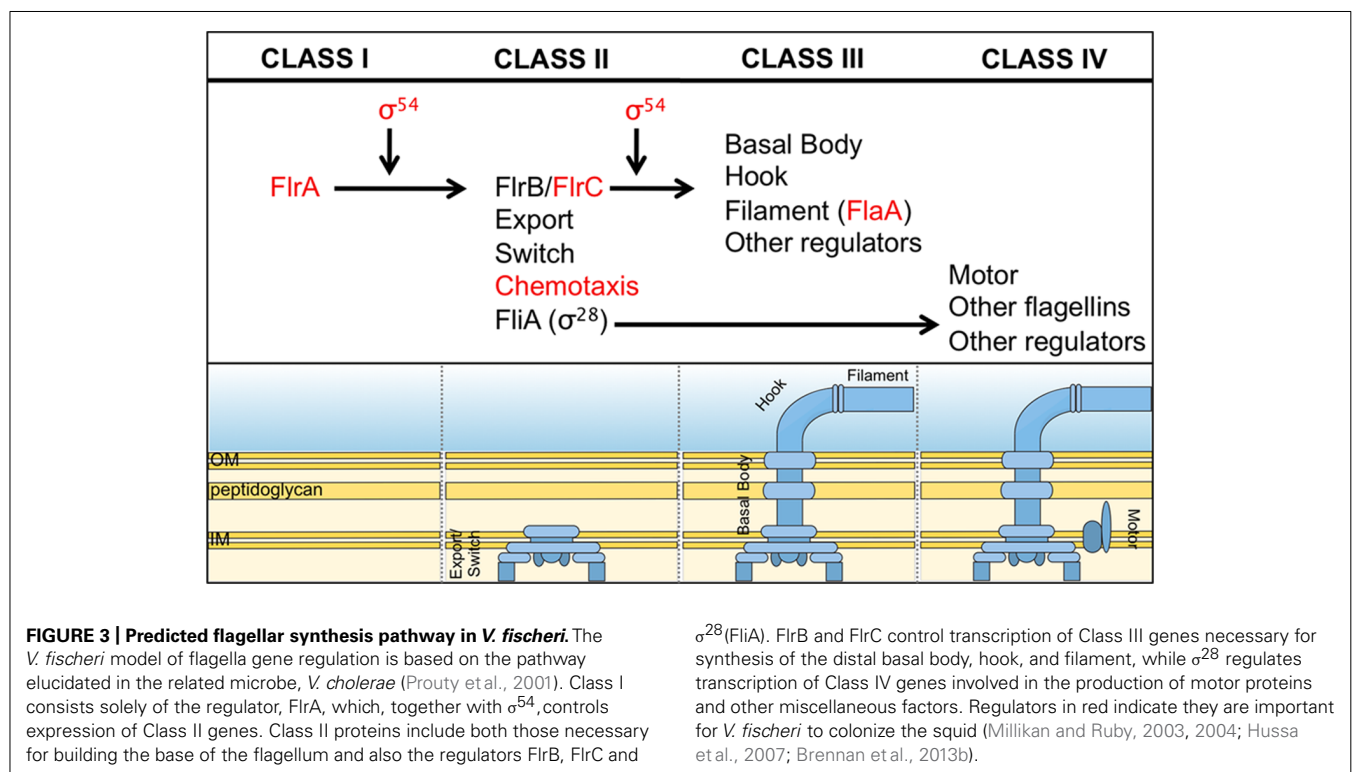 CLASS I CLASS II CLASS III CLASS IV
σ⁵⁴ σ⁵⁴
FlrA
FlrB/FlrC
Export
Switch
Chemotaxis
FliA (σ²⁸)
Basal Body
Hook
Filament (FlaA)
Other regulators
Motor
Other flagellins
Other regulators
OM
peptidoglycan
IM
Export/
Switch
Basal Body
Hook
Filament
Motor
FIGURE 3 | Predicted flagellar synthesis pathway in V. fischeri. The
V. fischeri model of flagella gene regulation is based on the pathway
elucidated in the related microbe, V. cholerae (Prouty et al., 2001). Class I
consists solely of the regulator, FlrA, which, together with σ⁵⁴, controls
expression of Class II genes. Class II proteins include both those necessary
for building the base of the flagellum and also the regulators FlrB, FlrC and
σ²⁸(FliA). FlrB and FlrC control transcription of Class III genes necessary for
synthesis of the distal basal body, hook, and filament, while σ²⁸ regulates
transcription of Class IV genes involved in the production of motor proteins
and other miscellaneous factors. Regulators in red indicate they are important
for V. fischeri to colonize the squid (Millikan and Ruby, 2003, 2004; Hussa
et al., 2007; Brennan et al., 2013b).